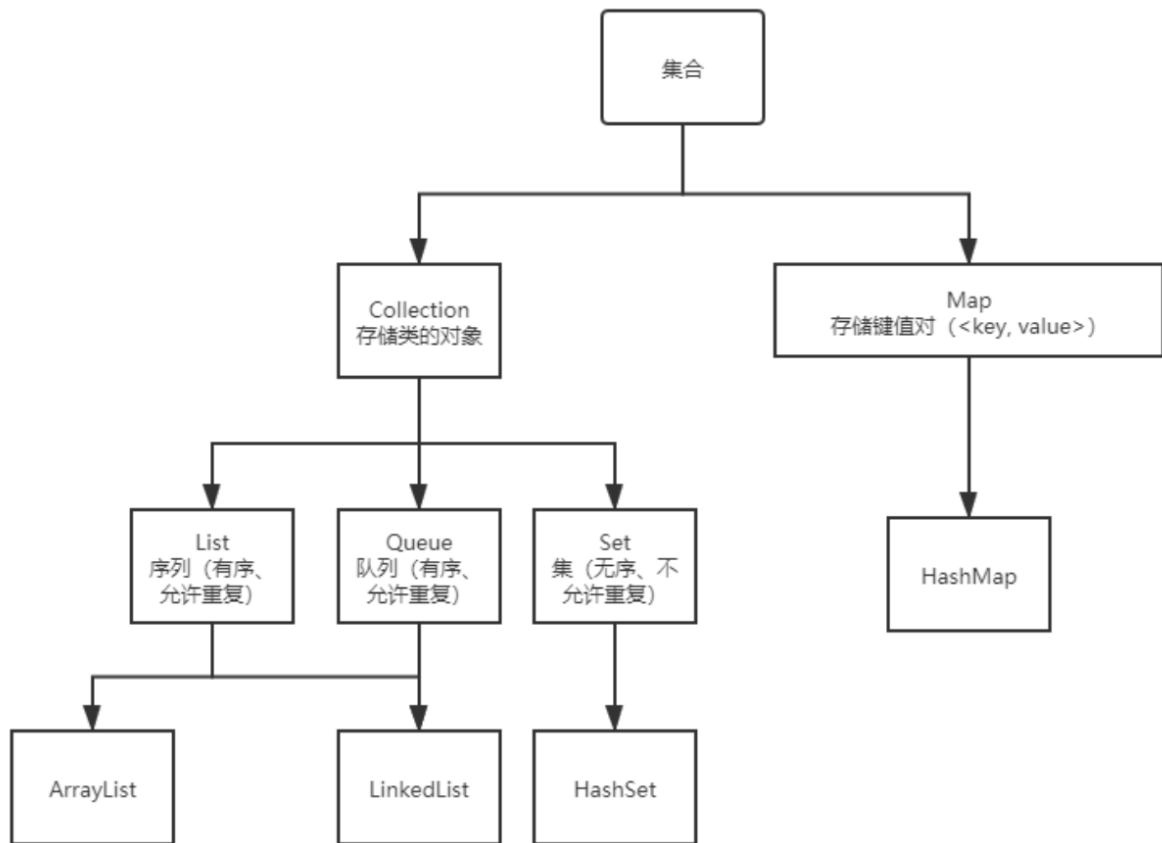 集合
Collection
存储类的对象
Map
存储键值对（<key, value>）
List
序列（有序、
允许重复）
Queue
队列（有序、
允许重复）
Set
集（无序、不
允许重复）
HashMap
ArrayList
LinkedList
HashSet